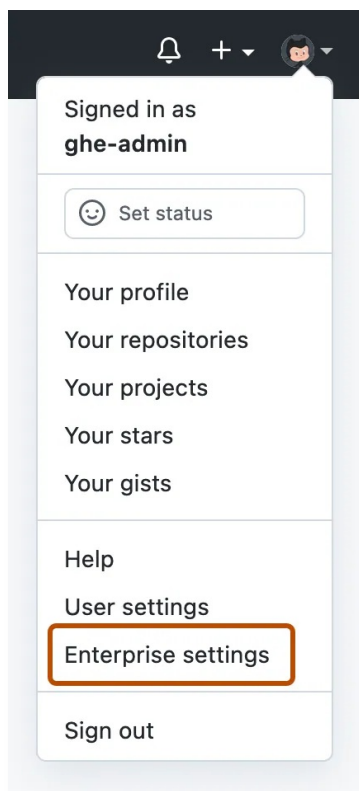 Signed in as
ghe-admin
Set status
Your profile
Your repositories
Your projects
Your stars
Your gists
Help
User settings
Enterprise settings
Sign out